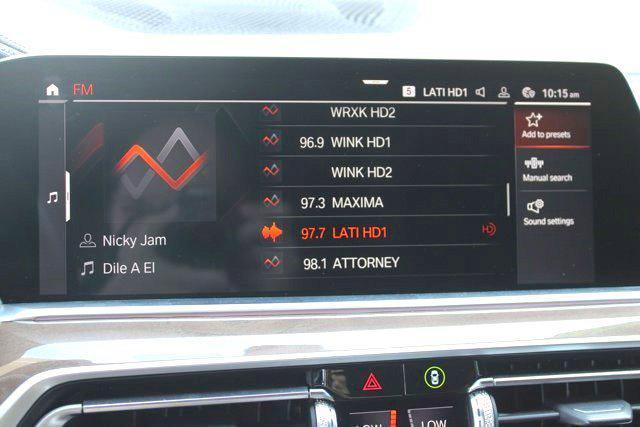 FM
5 LATI HD1 10:15 am
WRXK HD2
96.9 WINK HD1
WINK HD2
97.3 MAXIMA
97.7 LATI HD1 HD
98.1 ATTORNEY
Nicky Jam
Dile A El
Add to presets
Manual search
Sound settings
LOW
LOW